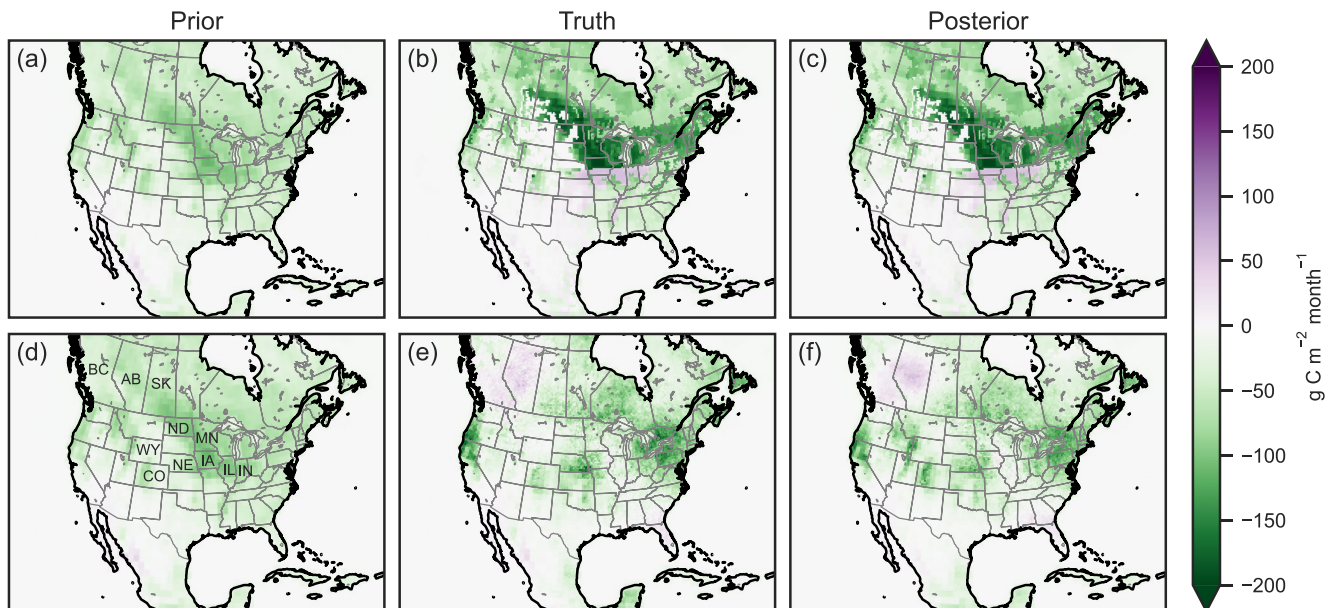 Prior Truth Posterior
(a) (b) (c)
200
150
100
50
0
−50
−100
−150
−200
g C m⁻² month⁻¹
(d) (e) (f)
BC AB SK
ND
MN
WY
NE IA IL IN
CO